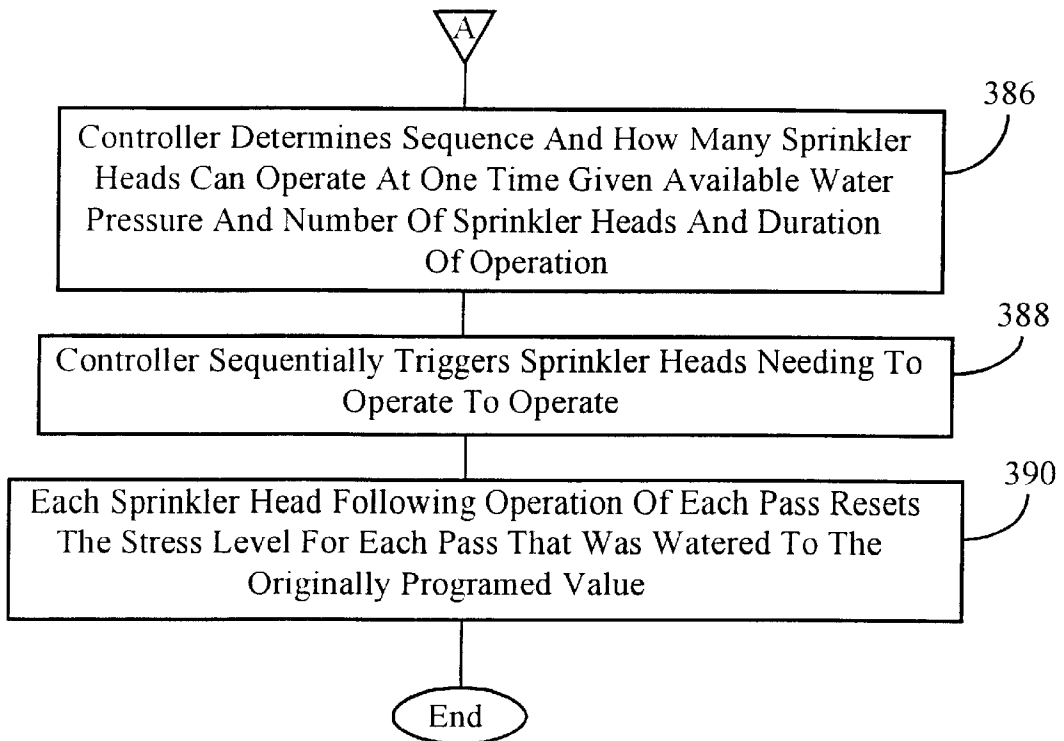 A
386
Controller Determines Sequence And How Many Sprinkler
Heads Can Operate At One Time Given Available Water
Pressure And Number Of Sprinkler Heads And Duration
Of Operation
388
Controller Sequentially Triggers Sprinkler Heads Needing To
Operate To Operate
390
Each Sprinkler Head Following Operation Of Each Pass Resets
The Stress Level For Each Pass That Was Watered To The
Originally Programed Value
End